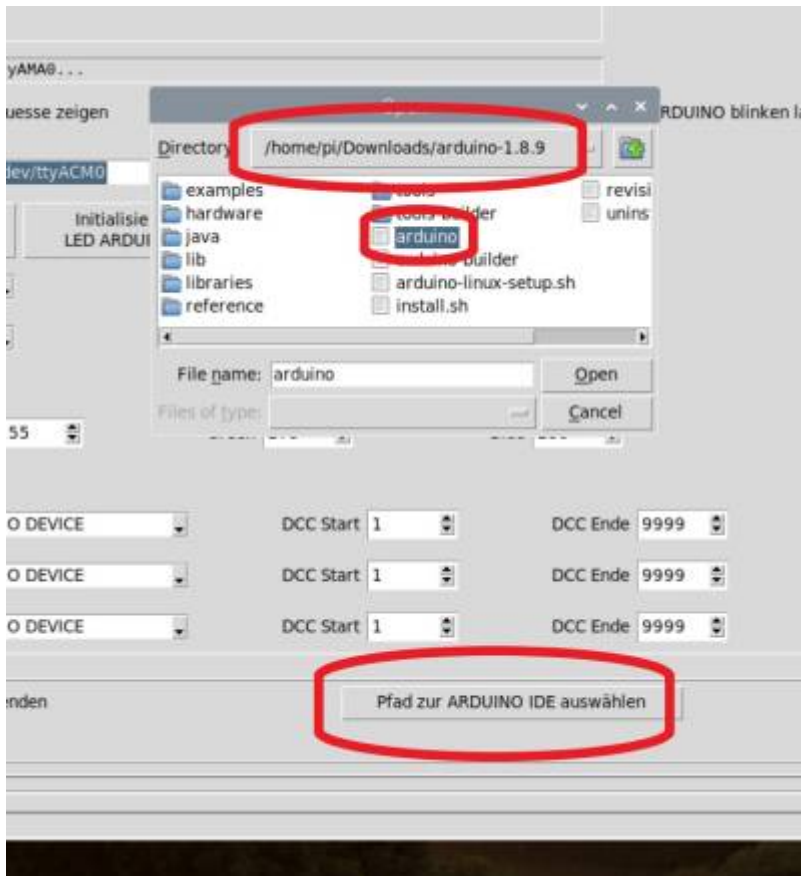 yAMA0...
uesse zeigen
RDUINO blinken la
Directory
/home/pi/Downloads/arduino-1.8.9
dev/ttyACM0
examples
revisi
hardware
unins
Initialisie
LED ARDUI
java
arduino
lib
libraries
arduino-linux-setup.sh
reference
install.sh
File name: arduino
Open
Files of type:
Cancel
55
O DEVICE
DCC Start 1
DCC Ende 9999
O DEVICE
DCC Start 1
DCC Ende 9999
O DEVICE
DCC Start 1
DCC Ende 9999
enden
Pfad zur ARDUINO IDE auswählen